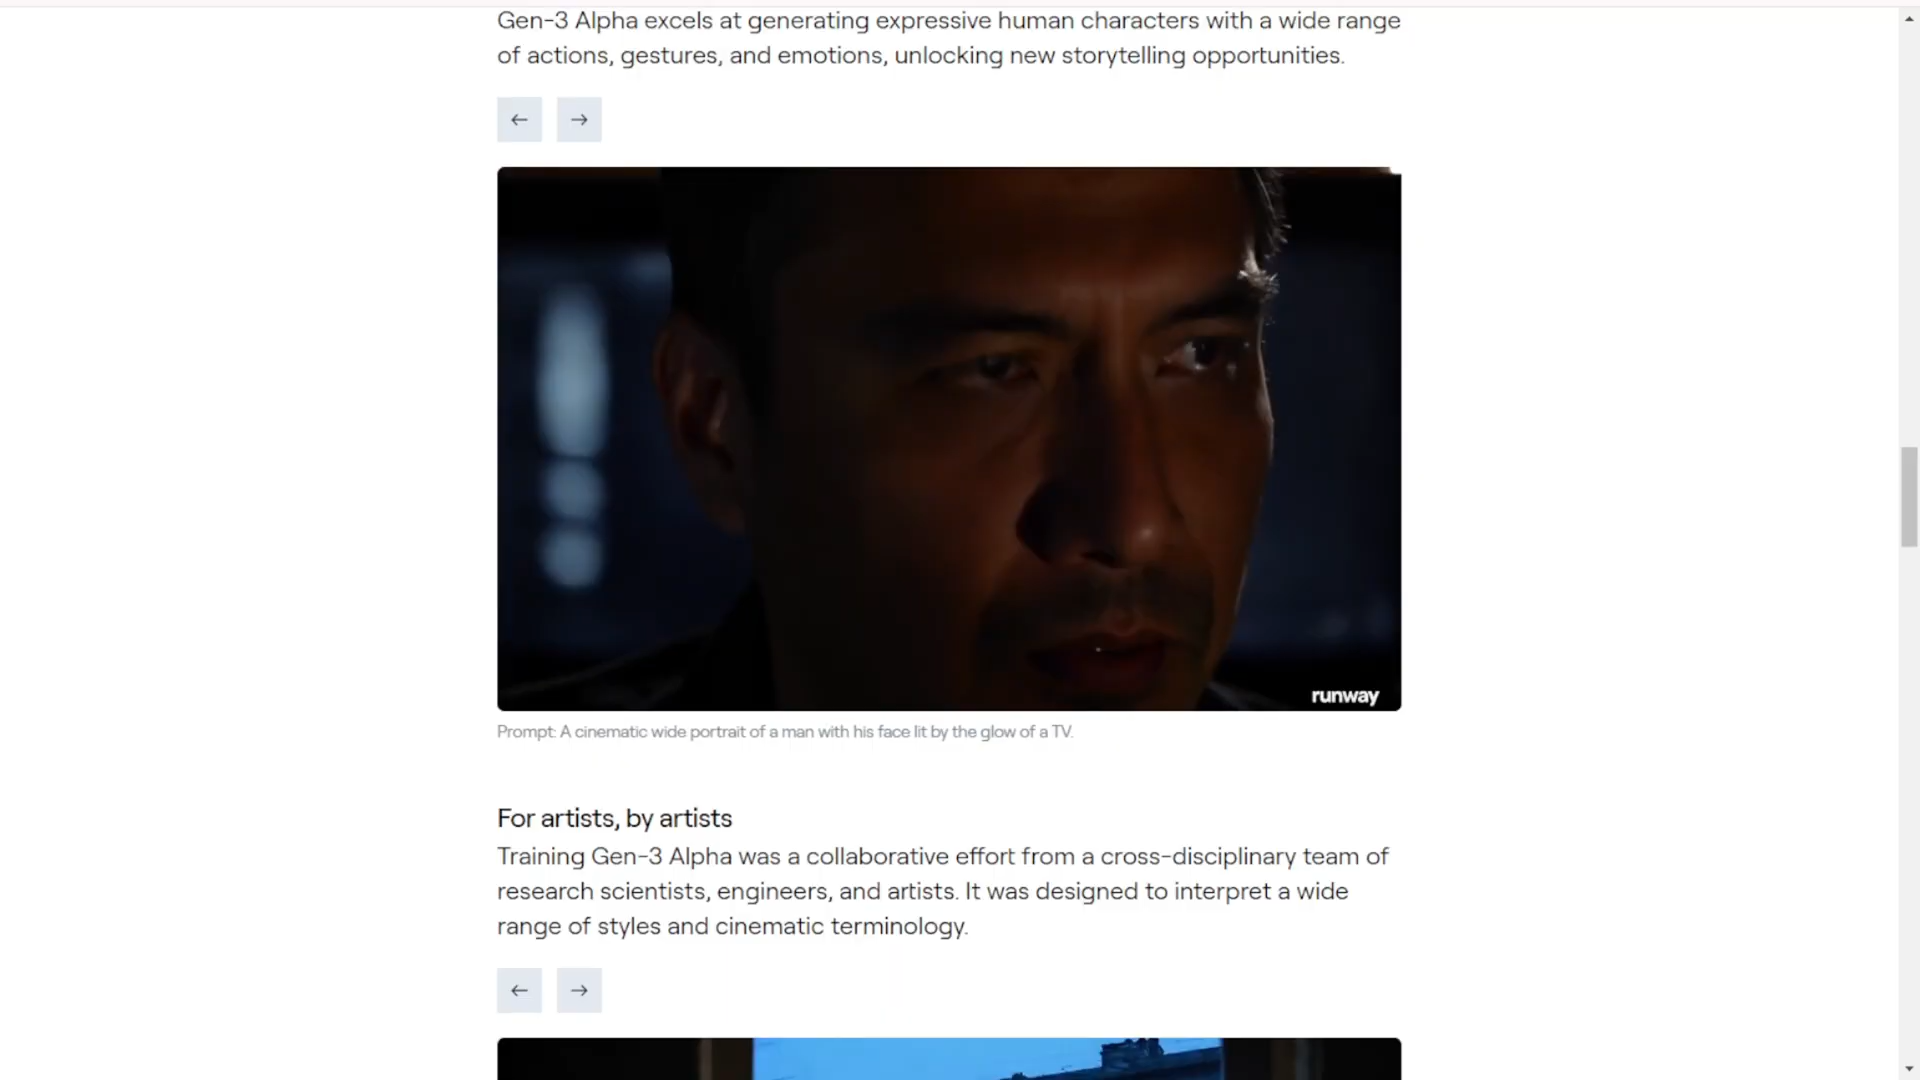 Gen-3 Alpha excels at generating expressive human characters with a wide range
of actions, gestures, and emotions, unlocking new storytelling opportunities.
runway
Prompt: A cinematic wide portrait of a man with his face lit by the glow of a TV.
For artists, by artists
Training Gen-3 Alpha was a collaborative effort from a cross-disciplinary team of
research scientists, engineers, and artists. It was designed to interpret a wide
range of styles and cinematic terminology.